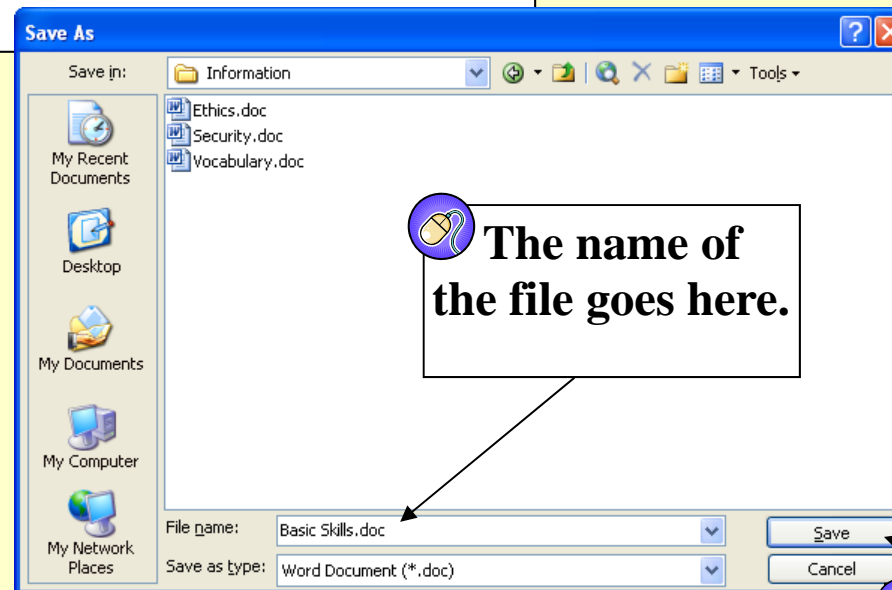 Save As
Save in:
Information
Tools
My Recent
Documents
Desktop
My Documents
My Computer
My Network
Places
Ethics.doc
Security.doc
Vocabulary.doc
The name of
the file goes here.
File name:
Basic Skills.doc
Save
Save as type:
Word Document (*.doc)
Cancel